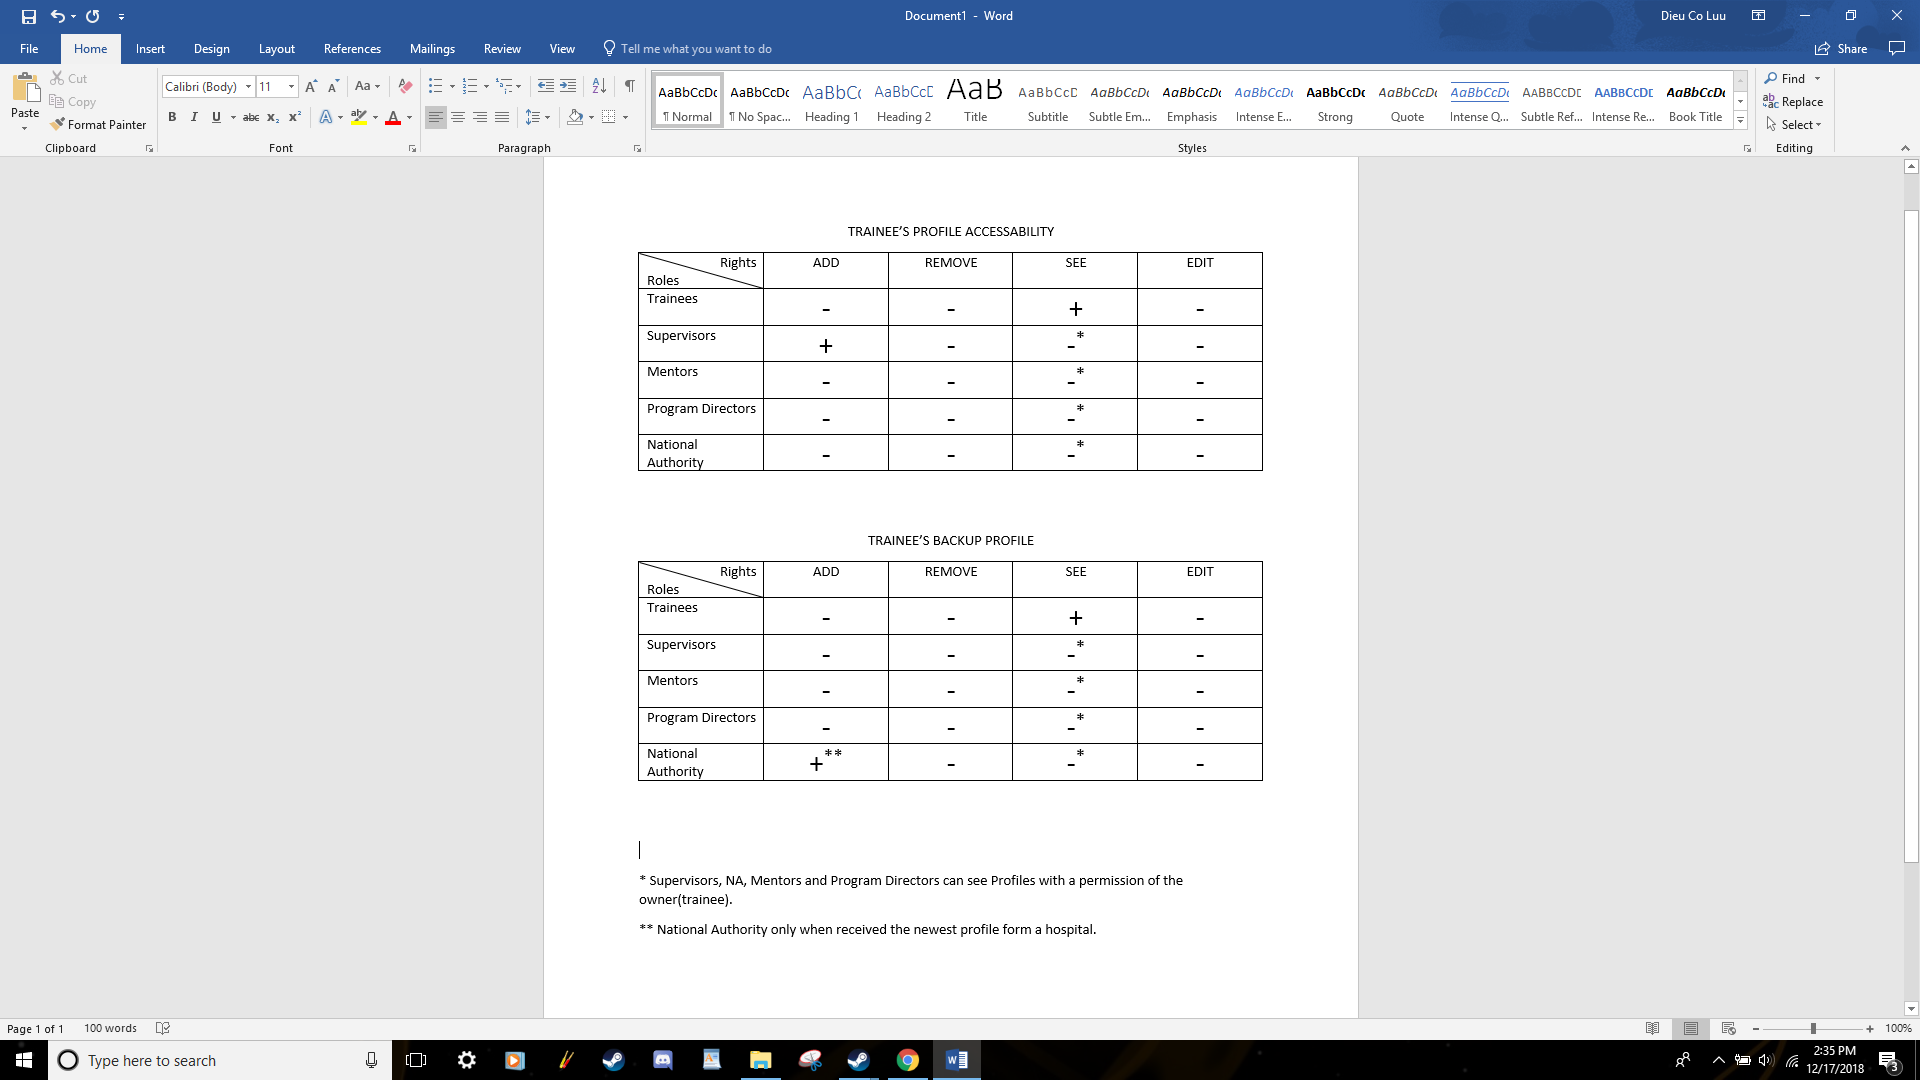 Document1 - Word
Dieu Co Luu
File Home Insert Design Layout References Mailings Review View Tell me what you want to do Share
Paste
Cut
Copy
Format Painter
Clipboard
Calibri (Body) 11
Font
Paragraph
AaBbCcDc AaBbCcDc AaBbCc AaBbCcD AaB AaBbCcD AaBbCcDc AaBbCcDc AaBbCcDc AaBbCcDc AaBbCcDc AaBbCcDc AABBCCDE AABBCCDE AaBbCcDc
¶ Normal ¶ No Spac... Heading 1 Heading 2 Title Subtitle Subtle Em... Emphasis Intense E... Strong Quote Intense Q... Subtle Ref... Intense Re... Book Title
Styles
Find
Replace
Select
Editing
TRAINEE’S PROFILE ACCESSABILITY
Rights ADD REMOVE SEE EDIT
Roles
Trainees - - + -
Supervisors + - -* -
Mentors - - -* -
Program Directors - - -* -
National
Authority - - -* -
TRAINEE’S BACKUP PROFILE
Rights ADD REMOVE SEE EDIT
Roles
Trainees - - + -
Supervisors - - -* -
Mentors - - -* -
Program Directors - - -* -
National
Authority +** - -* -
* Supervisors, NA, Mentors and Program Directors can see Profiles with a permission of the
owner(trainee).
** National Authority only when received the newest profile form a hospital.
Page 1 of 1 100 words 100%
Type here to search
2:35 PM
12/17/2018
3